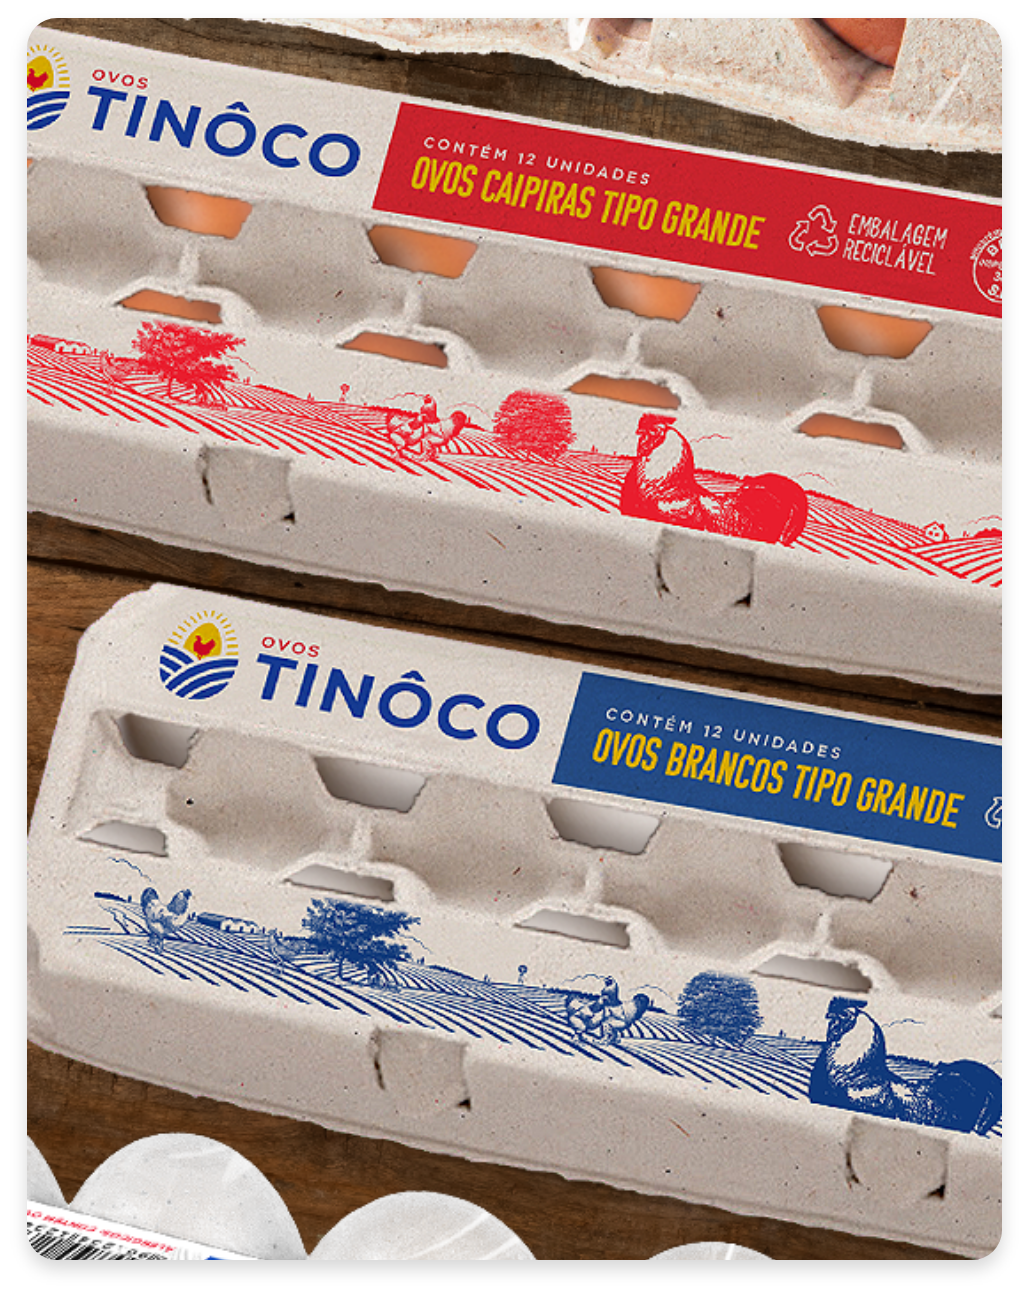 OVOS
TINÔCO
CONTÉM 12 UNIDADES
OVOS CAIPIRAS TIPO GRANDE
EMBALAGEM
RECICLÁVEL
OVOS
TINÔCO
CONTÉM 12 UNIDADES
OVOS BRANCOS TIPO GRANDE